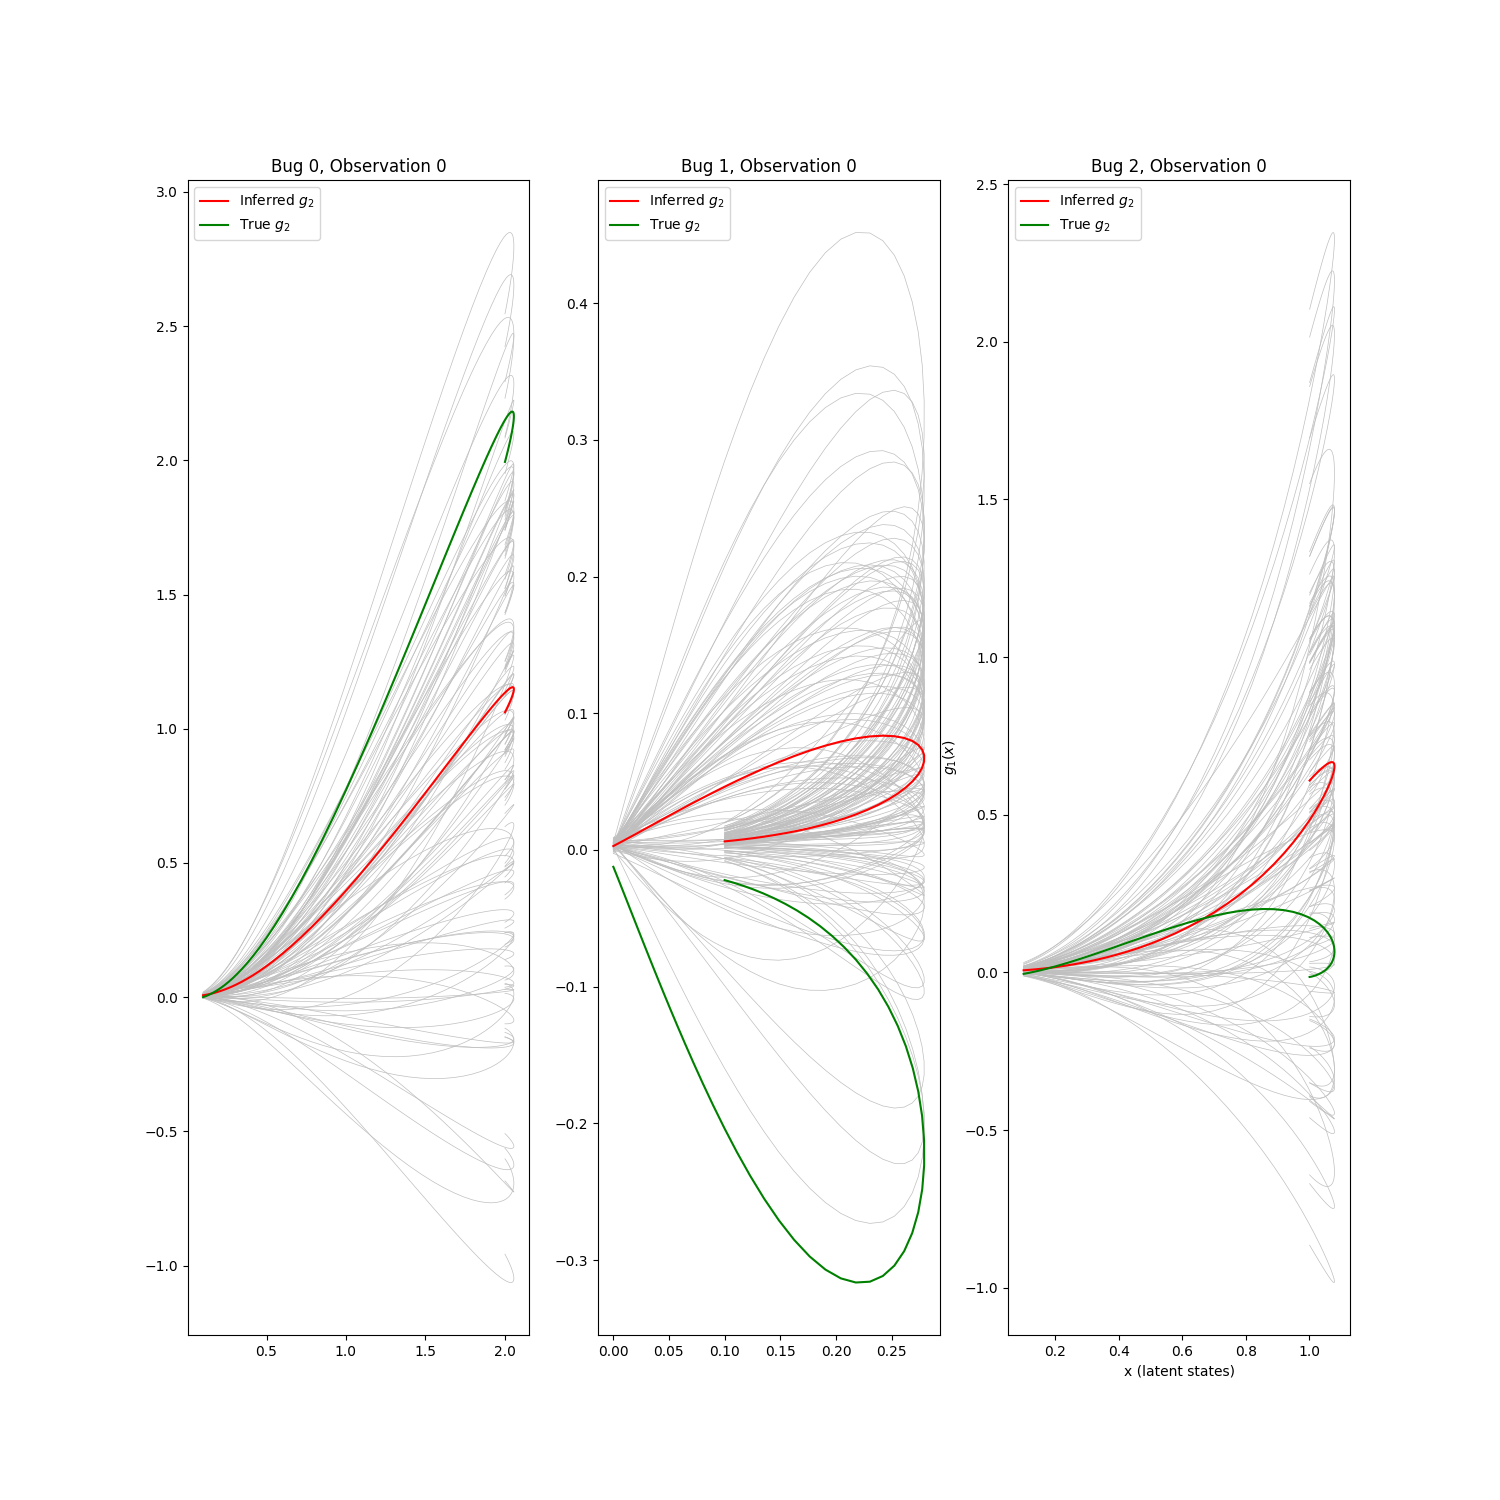 Bug 0, Observation 0
Inferred g₂
True g₂
3.0
2.5
2.0
1.5
1.0
0.5
0.0
−0.5
−1.0
0.5 1.0 1.5 2.0
Bug 1, Observation 0
Inferred g₂
True g₂
0.4
0.3
0.2
0.1
0.0
−0.1
−0.2
−0.3
0.00 0.05 0.10 0.15 0.20 0.25
Bug 2, Observation 0
Inferred g₂
True g₂
g₁(x)
2.5
2.0
1.5
1.0
0.5
0.0
−0.5
−1.0
0.2 0.4 0.6 0.8 1.0
x (latent states)